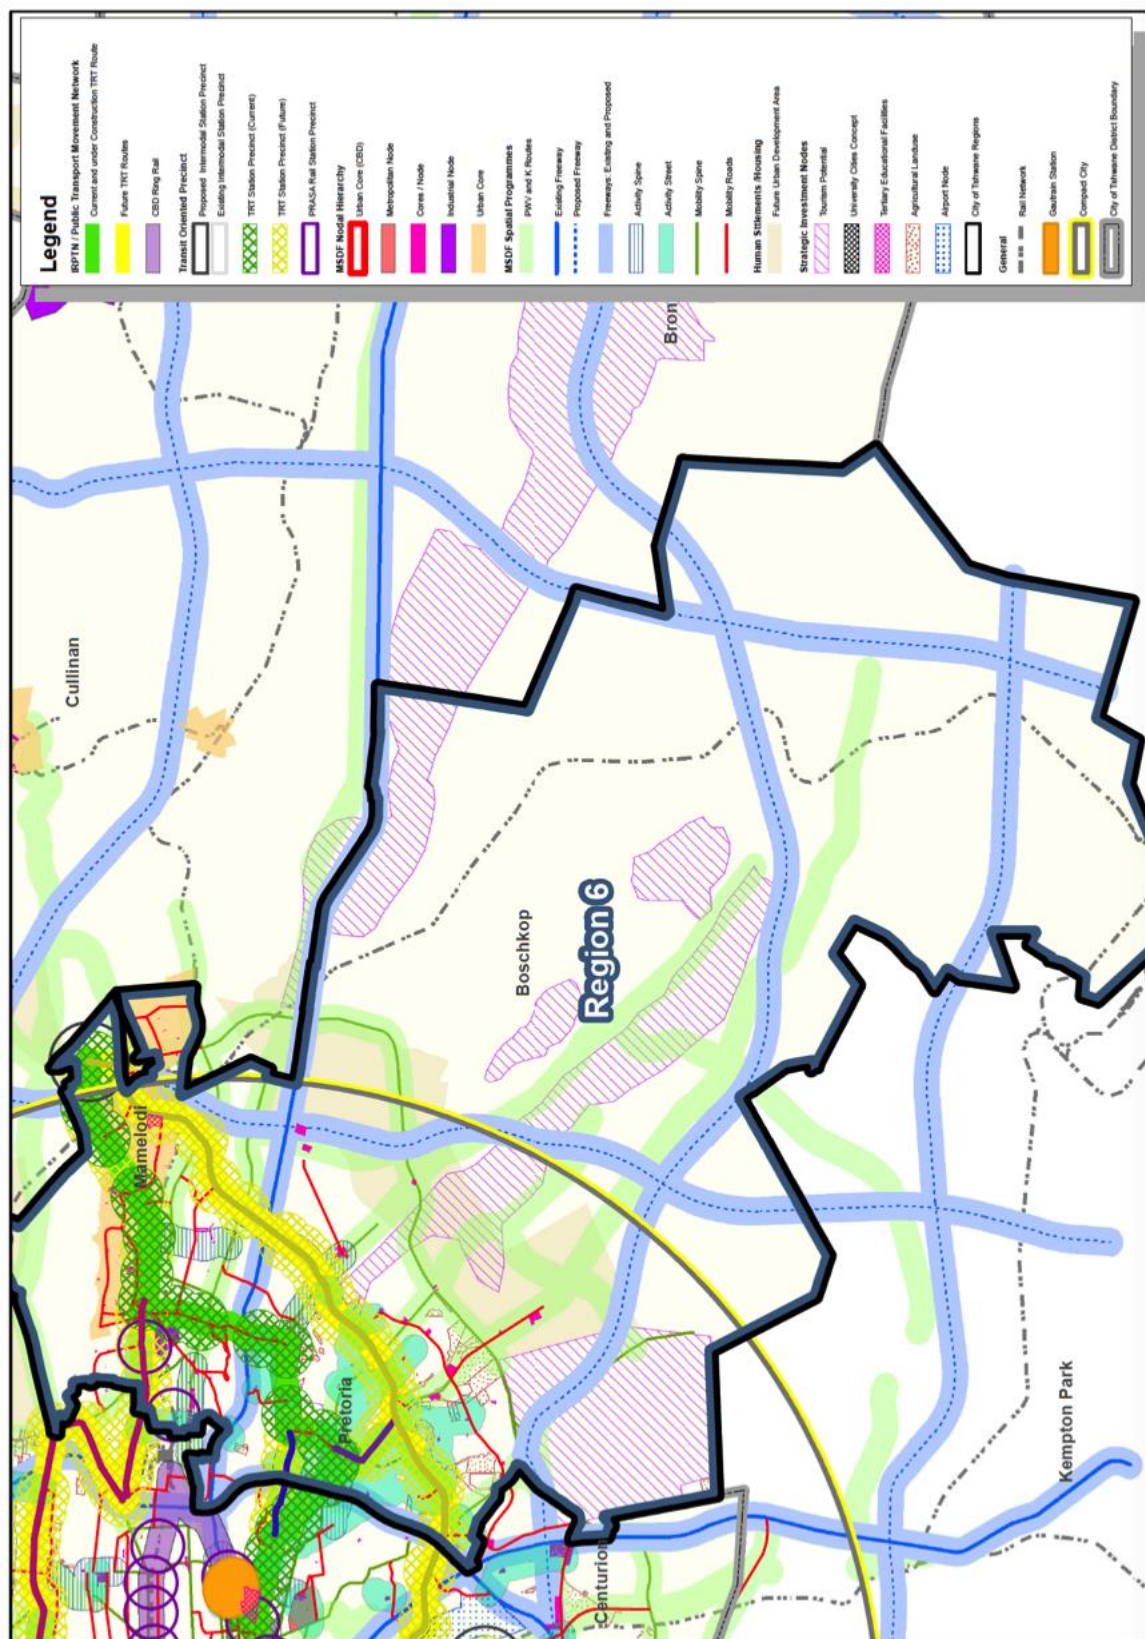 Legend
IRPTN / Public Transport Movement Network
Current and under Construction TRT Route
Future TRT Routes
CBD Ring Rail
Transit Oriented Precinct
Proposed Intermodal Station Precinct
Existing Intermodal Station Precinct
TRT Station Precinct (Current)
TRT Station Precinct (Future)
PRASA Rail Station Precinct
MSDF Nodal Hierarchy
Urban Core (CBD)
Metropolitan Node
Cores / Node
Industrial Node
Urban Core
MSDF Spatial Programmes
PWV and K Routes
Existing Freeway
Proposed Freeway
Freeways: Existing and Proposed
Activity Spine
Activity Street
Mobility Spine
Mobility Roads
Human Sttlements /Housing
Future Urban Development Area
Strategic Investment Nodes
Tourism Potential
University Cities Concept
Tertiary Educational Facilities
Agricultural Landuse
Airport of Node
City of Tshwane Regions
General
Rail Network
Gautrain Station
Compact City
City of Tshwane District Boundary
Cullinan
Bron
Boschkop
Region 6
Mamelodi
Pretoria
Centurion
Kempton Park